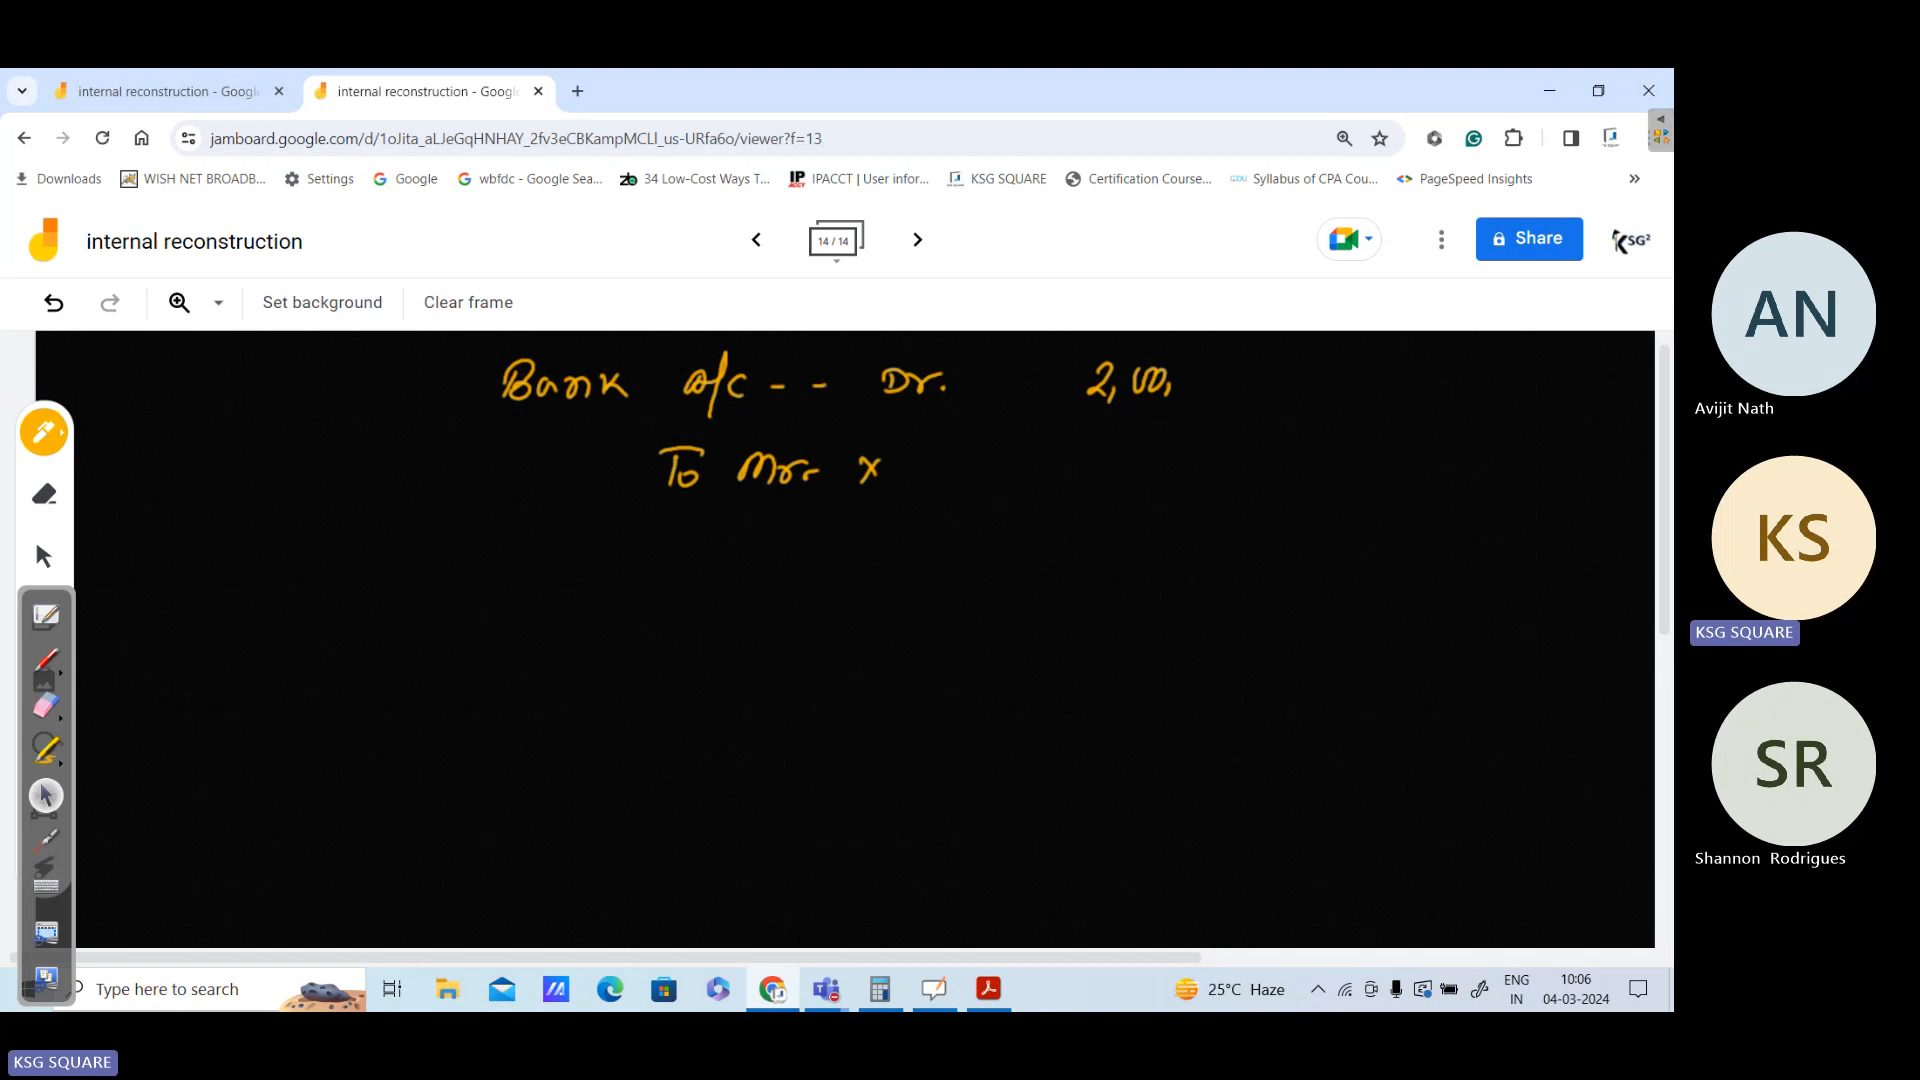 internal reconstruction - Googl
internal reconstruction - Google
jamboard.google.com/d/1oJita_aLJeGqHNHAY_2fv3eCBKampMCLl_us-URfa6o/viewer?f=13
Downloads
WISH NET BROADB...
Settings
Google
wbfdc - Google Sea...
34 Low-Cost Ways T...
IPACCT | User infor...
KSG SQUARE
Certification Course...
Syllabus of CPA Cou...
PageSpeed Insights
internal reconstruction
14 / 14
Share
KSG²
Set background
Clear frame
Bank A/C - - Dr. 2,00,
To Mr. X
AN
Avijit Nath
KS
KSG SQUARE
SR
Shannon Rodrigues
Type here to search
25°C Haze
ENG
IN
10:06
04-03-2024
KSG SQUARE